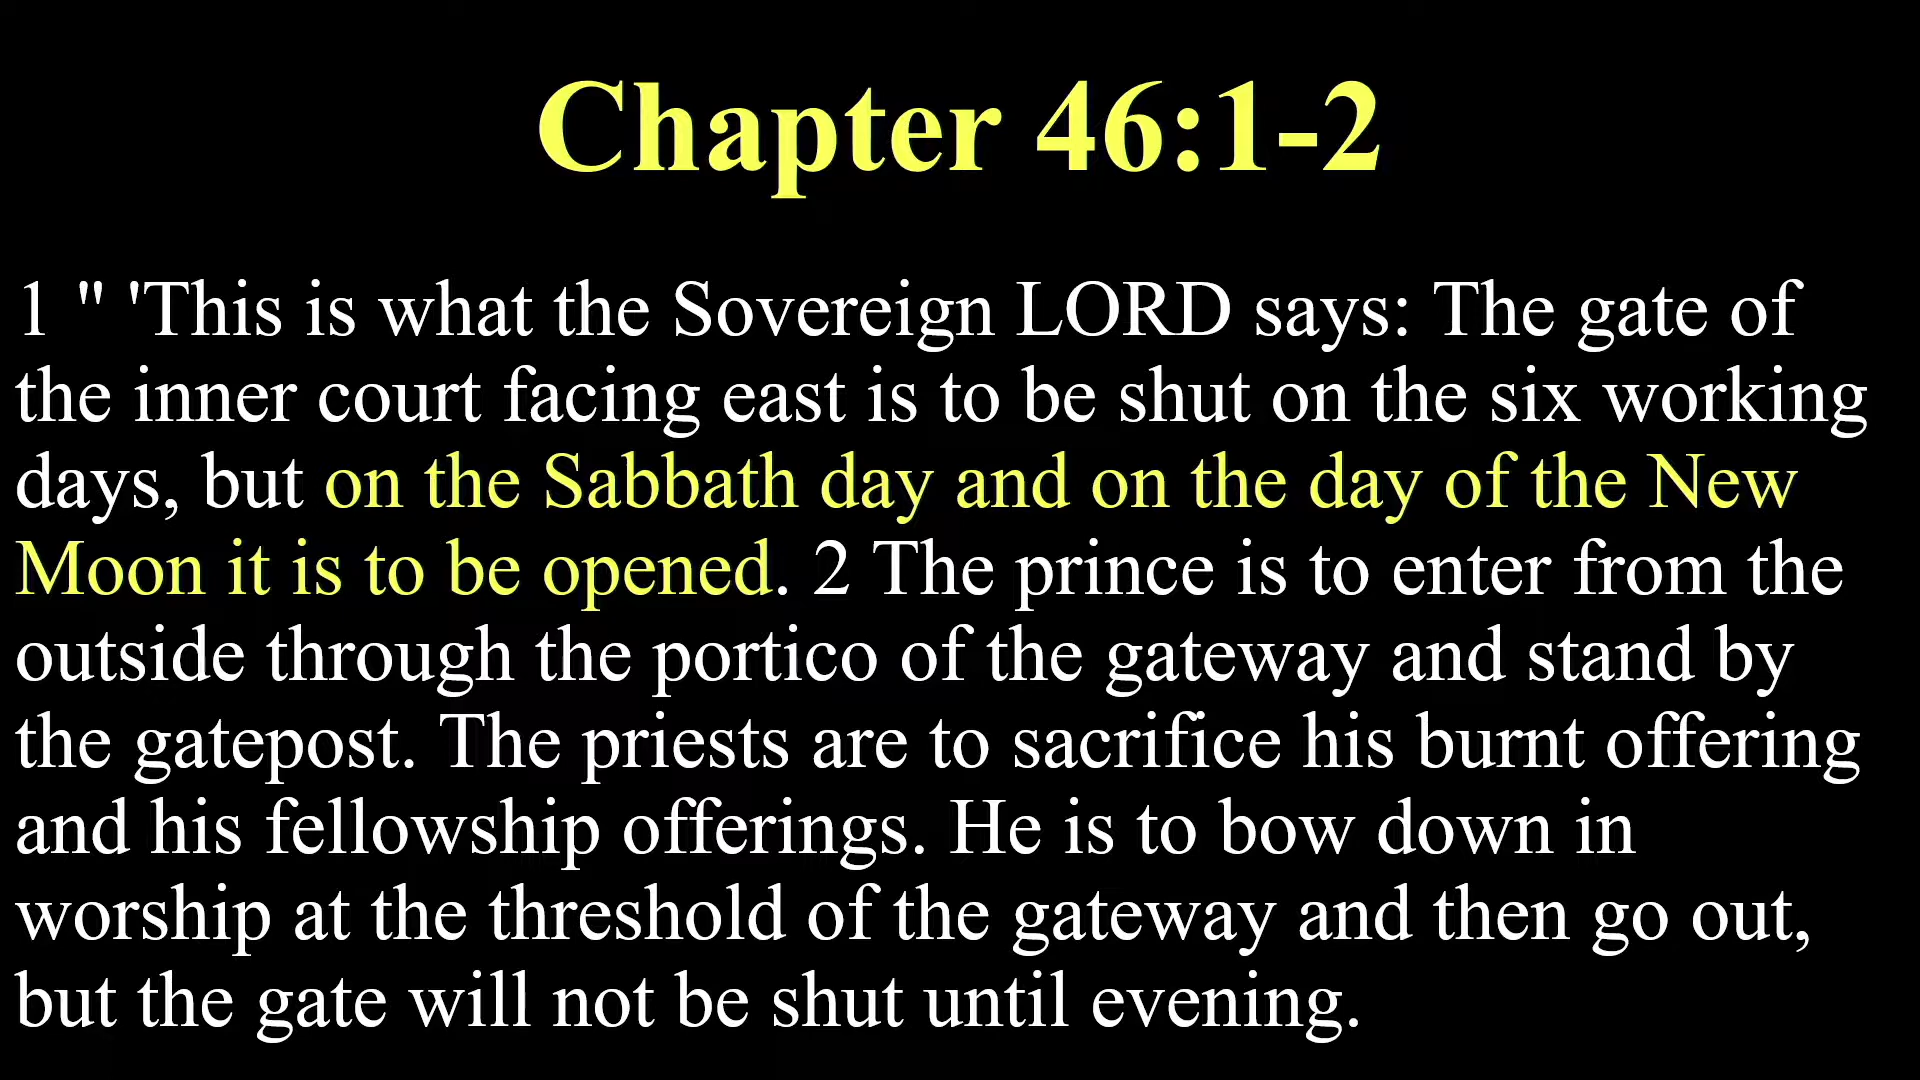 Chapter 46:1-2
1 " 'This is what the Sovereign LORD says: The gate of
the inner court facing east is to be shut on the six working
days, but on the Sabbath day and on the day of the New
Moon it is to be opened. 2 The prince is to enter from the
outside through the portico of the gateway and stand by
the gatepost. The priests are to sacrifice his burnt offering
and his fellowship offerings. He is to bow down in
worship at the threshold of the gateway and then go out,
but the gate will not be shut until evening.